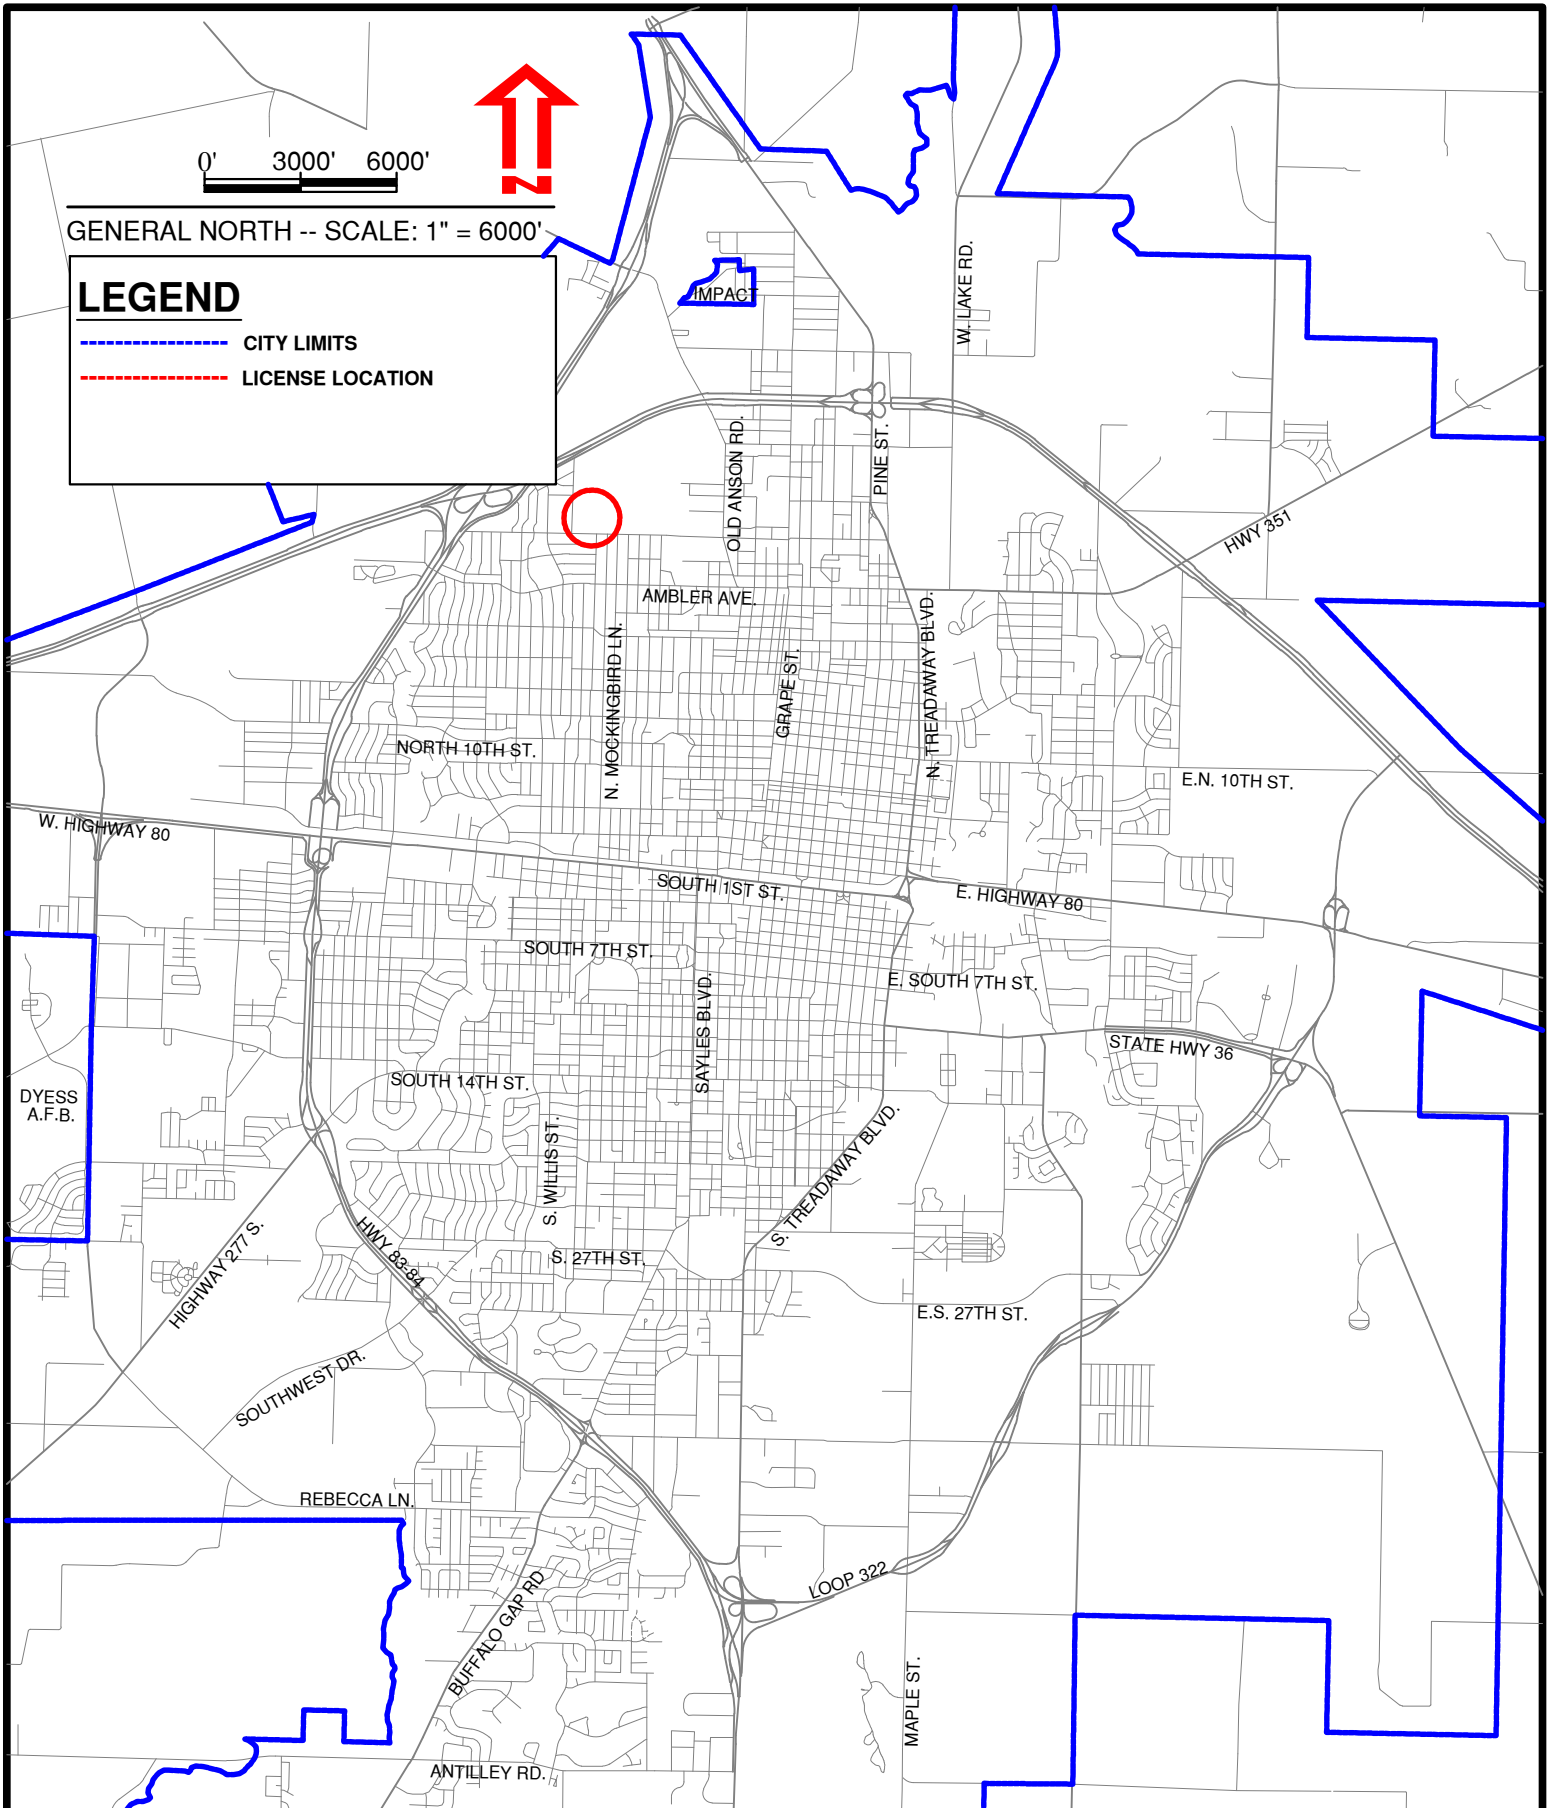 0' 3000' 6000'
N
GENERAL NORTH -- SCALE: 1" = 6000'
LEGEND
CITY LIMITS
LICENSE LOCATION
IMPACT
W. LAKE RD.
OLD ANSON RD.
PINE ST.
HWY 351
AMBLER AVE.
N. MOCKINGBIRD LN.
GRAPE ST.
N. TREADAWAY BLVD.
NORTH 10TH ST.
E.N. 10TH ST.
W. HIGHWAY 80
SOUTH 1ST ST.
E. HIGHWAY 80
SOUTH 7TH ST.
E. SOUTH 7TH ST.
SAYLES BLVD.
STATE HWY 36
SOUTH 14TH ST.
DYESS
A.F.B.
S. WILLIS ST.
S. TREADAWAY BLVD.
HIGHWAY 277 S.
HWY 83-84
S. 27TH ST.
E.S. 27TH ST.
SOUTHWEST DR.
REBECCA LN.
LOOP 322
BUFFALO GAP RD
MAPLE ST.
ANTILLEY RD.